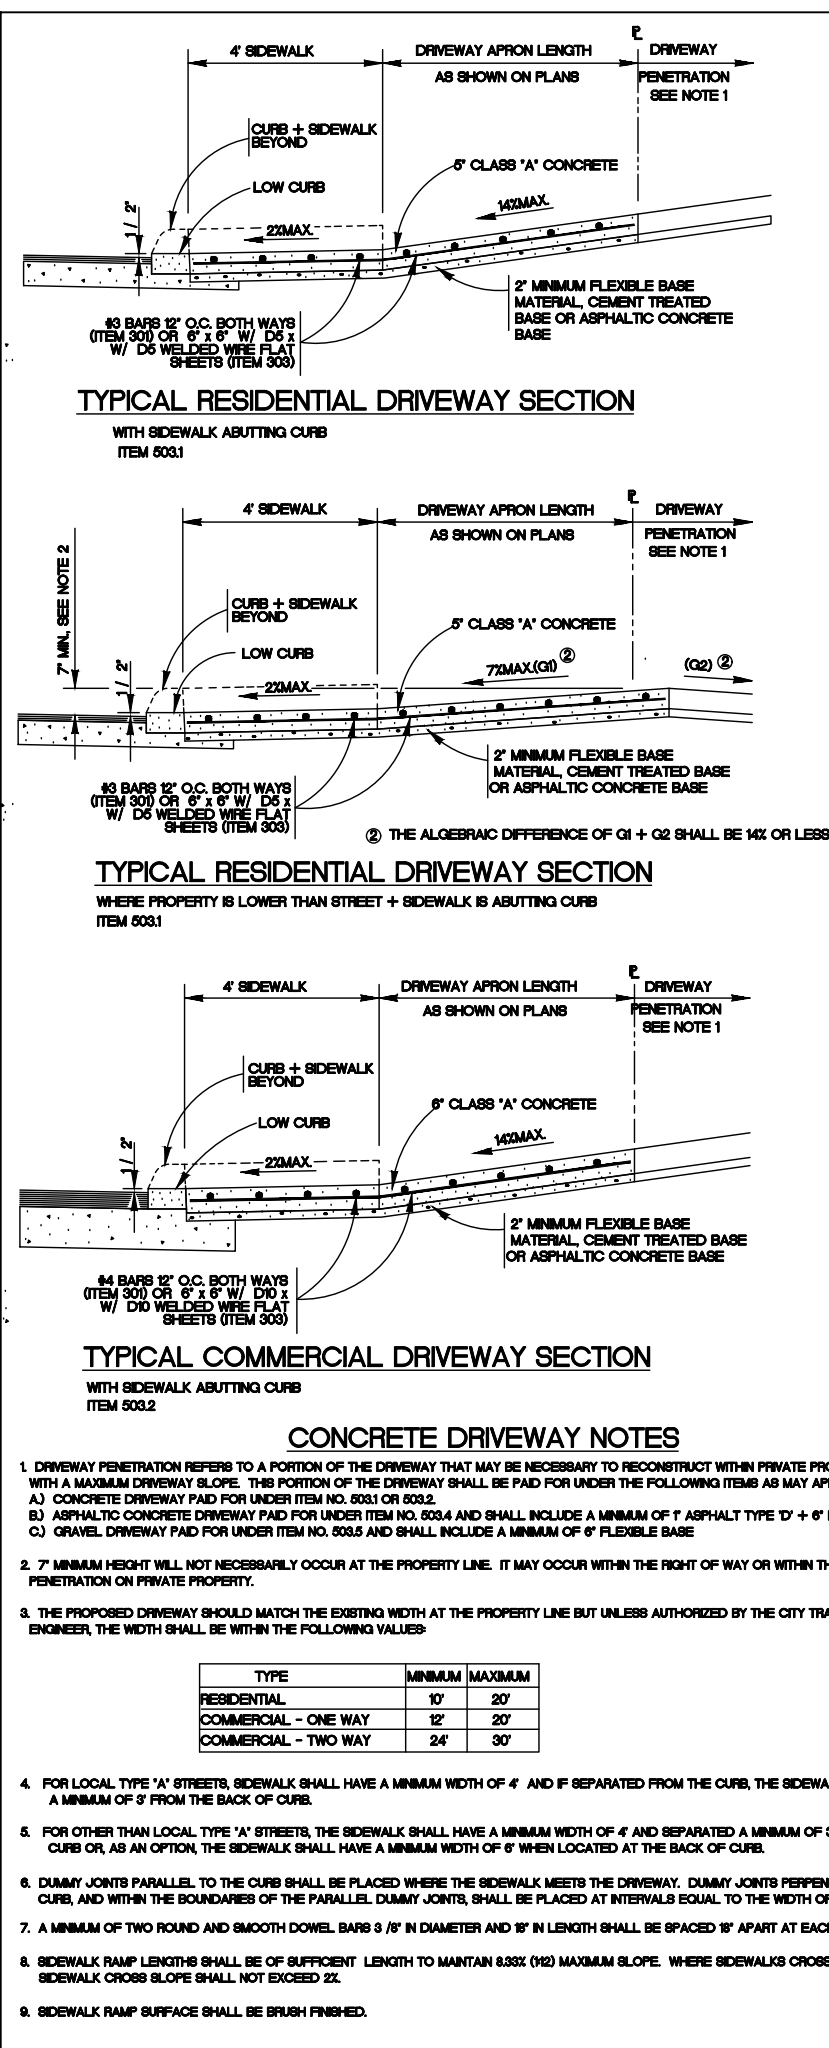 ℄
4' SIDEWALK
DRIVEWAY APRON LENGTH
DRIVEWAY
AS SHOWN ON PLANS
PENETRATION
SEE NOTE 1
CURB + SIDEWALK
BEYOND
5" CLASS "A" CONCRETE
LOW CURB
14%MAX.
1/2"
2%MAX.
2" MINIMUM FLEXIBLE BASE
MATERIAL, CEMENT TREATED
BASE OR ASPHALTIC CONCRETE
BASE
#3 BARS 12" O.C. BOTH WAYS
(ITEM 301) OR 6" x 6" W/ D5 x
W/ D5 WELDED WIRE FLAT
SHEETS (ITEM 303)
TYPICAL RESIDENTIAL DRIVEWAY SECTION
WITH SIDEWALK ABUTTING CURB
ITEM 503.1
4' SIDEWALK
DRIVEWAY APRON LENGTH
DRIVEWAY
AS SHOWN ON PLANS
PENETRATION
SEE NOTE 1
7" MIN., SEE NOTE 2
CURB + SIDEWALK
BEYOND
5" CLASS "A" CONCRETE
LOW CURB
1/2"
2%MAX.
7%MAX.(G1) ②
(G2) ②
2" MINIMUM FLEXIBLE BASE
MATERIAL, CEMENT TREATED BASE
OR ASPHALTIC CONCRETE BASE
#3 BARS 12" O.C. BOTH WAYS
(ITEM 301) OR 6" x 6" W/ D5 x
W/ D5 WELDED WIRE FLAT
SHEETS (ITEM 303)
② THE ALGEBRAIC DIFFERENCE OF G1 + G2 SHALL BE 14% OR LESS
TYPICAL RESIDENTIAL DRIVEWAY SECTION
WHERE PROPERTY IS LOWER THAN STREET + SIDEWALK IS ABUTTING CURB
ITEM 503.1
4' SIDEWALK
DRIVEWAY APRON LENGTH
DRIVEWAY
AS SHOWN ON PLANS
PENETRATION
SEE NOTE 1
CURB + SIDEWALK
BEYOND
6" CLASS "A" CONCRETE
LOW CURB
14%MAX.
1/2"
2%MAX.
2" MINIMUM FLEXIBLE BASE
MATERIAL, CEMENT TREATED BASE
OR ASPHALTIC CONCRETE BASE
#4 BARS 12" O.C. BOTH WAYS
(ITEM 301) OR 6" x 6" W/ D10 x
W/ D10 WELDED WIRE FLAT
SHEETS (ITEM 303)
TYPICAL COMMERCIAL DRIVEWAY SECTION
WITH SIDEWALK ABUTTING CURB
ITEM 503.2
CONCRETE DRIVEWAY NOTES
1. DRIVEWAY PENETRATION REFERS TO A PORTION OF THE DRIVEWAY THAT MAY BE NECESSARY TO RECONSTRUCT WITHIN PRIVATE PRO
WITH A MAXIMUM DRIVEWAY SLOPE. THIS PORTION OF THE DRIVEWAY SHALL BE PAID FOR UNDER THE FOLLOWING ITEMS AS MAY AP
A.) CONCRETE DRIVEWAY PAID FOR UNDER ITEM NO. 503.1 OR 503.2.
B.) ASPHALTIC CONCRETE DRIVEWAY PAID FOR UNDER ITEM NO. 503.4 AND SHALL INCLUDE A MINIMUM OF 1" ASPHALT TYPE 'D' + 6"
C.) GRAVEL DRIVEWAY PAID FOR UNDER ITEM NO. 503.5 AND SHALL INCLUDE A MINIMUM OF 6" FLEXIBLE BASE
2. 7" MINIMUM HEIGHT WILL NOT NECESSARILY OCCUR AT THE PROPERTY LINE. IT MAY OCCUR WITHIN THE RIGHT OF WAY OR WITHIN TH
PENETRATION ON PRIVATE PROPERTY.
3. THE PROPOSED DRIVEWAY SHOULD MATCH THE EXISTING WIDTH AT THE PROPERTY LINE BUT UNLESS AUTHORIZED BY THE CITY TRA
ENGINEER, THE WIDTH SHALL BE WITHIN THE FOLLOWING VALUES:
TYPE MINIMUM MAXIMUM
RESIDENTIAL 10' 20'
COMMERCIAL - ONE WAY 12' 20'
COMMERCIAL - TWO WAY 24' 30'
4. FOR LOCAL TYPE "A" STREETS, SIDEWALK SHALL HAVE A MINIMUM WIDTH OF 4' AND IF SEPARATED FROM THE CURB, THE SIDEWA
A MINIMUM OF 3' FROM THE BACK OF CURB.
5. FOR OTHER THAN LOCAL TYPE "A" STREETS, THE SIDEWALK SHALL HAVE A MINIMUM WIDTH OF 4' AND SEPARATED A MINIMUM OF 3
CURB OR, AS AN OPTION, THE SIDEWALK SHALL HAVE A MINIMUM WIDTH OF 6' WHEN LOCATED AT THE BACK OF CURB.
6. DUMMY JOINTS PARALLEL TO THE CURB SHALL BE PLACED WHERE THE SIDEWALK MEETS THE DRIVEWAY. DUMMY JOINTS PERPEN
CURB, AND WITHIN THE BOUNDARIES OF THE PARALLEL DUMMY JOINTS, SHALL BE PLACED AT INTERVALS EQUAL TO THE WIDTH O
7. A MINIMUM OF TWO ROUND AND SMOOTH DOWEL BARS 3 /8" IN DIAMETER AND 18" IN LENGTH SHALL BE SPACED 18" APART AT EAC
8. SIDEWALK RAMP LENGTHS SHALL BE OF SUFFICIENT LENGTH TO MAINTAIN 8.33% (1:12) MAXIMUM SLOPE. WHERE SIDEWALKS CROSS
SIDEWALK CROSS SLOPE SHALL NOT EXCEED 2%.
9. SIDEWALK RAMP SURFACE SHALL BE BRUSH FINISHED.